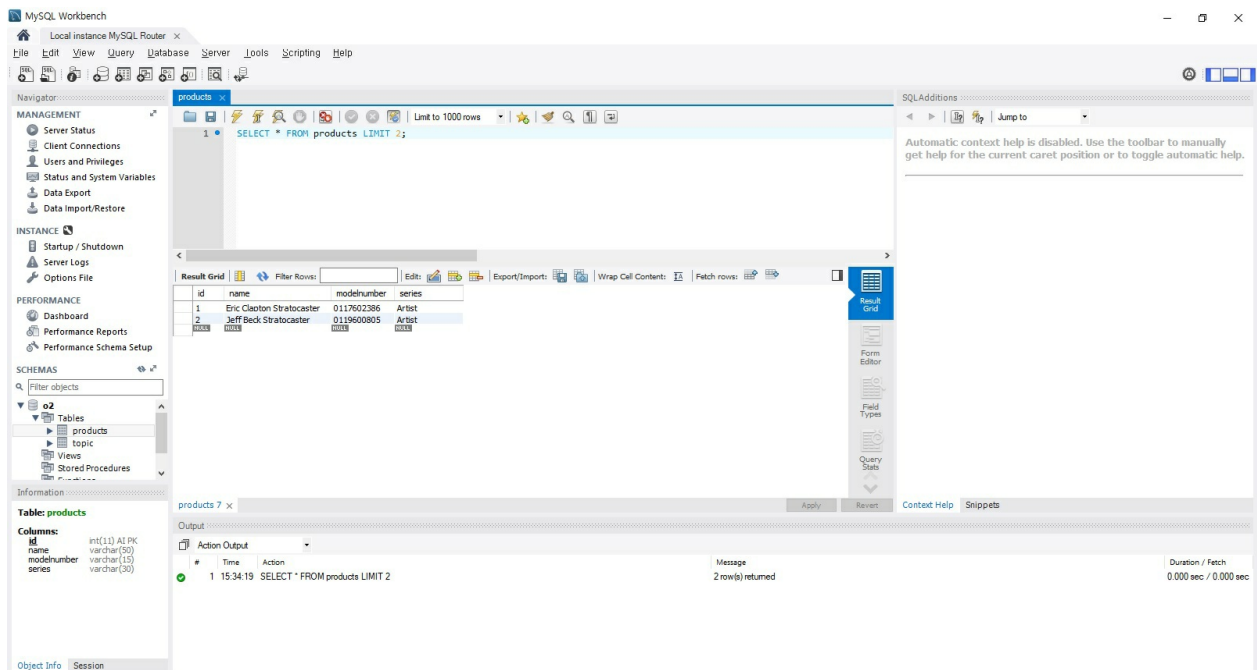 MySQL Workbench
Local instance MySQL Router
File Edit View Query Database Server Tools Scripting Help
Navigator
MANAGEMENT
Server Status
Client Connections
Users and Privileges
Status and System Variables
Data Export
Data Import/Restore
INSTANCE
Startup / Shutdown
Server Logs
Options File
PERFORMANCE
Dashboard
Performance Reports
Performance Schema Setup
SCHEMAS
Filter objects
o2
Tables
products
topic
Views
Stored Procedures
Functions
Information
Table: products
Columns:
id int(11) AI PK
name varchar(50)
modelnumber varchar(15)
series varchar(30)
Object Info Session
products
Limit to 1000 rows
1 SELECT * FROM products LIMIT 2;
Result Grid Filter Rows: Edit: Export/Import: Wrap Cell Content: Fetch rows:
id name modelnumber series
1 Eric Clapton Stratocaster 0117602386 Artist
2 Jeff Beck Stratocaster 0119600805 Artist
NULL NULL NULL NULL
Result Grid
Form Editor
Field Types
Query Stats
products 7 Apply Revert
SQLAdditions
Jump to
Automatic context help is disabled. Use the toolbar to manually
get help for the current caret position or to toggle automatic help.
Context Help Snippets
Output
Action Output
# Time Action Message Duration / Fetch
1 15:34:19 SELECT * FROM products LIMIT 2 2 row(s) returned 0.000 sec / 0.000 sec